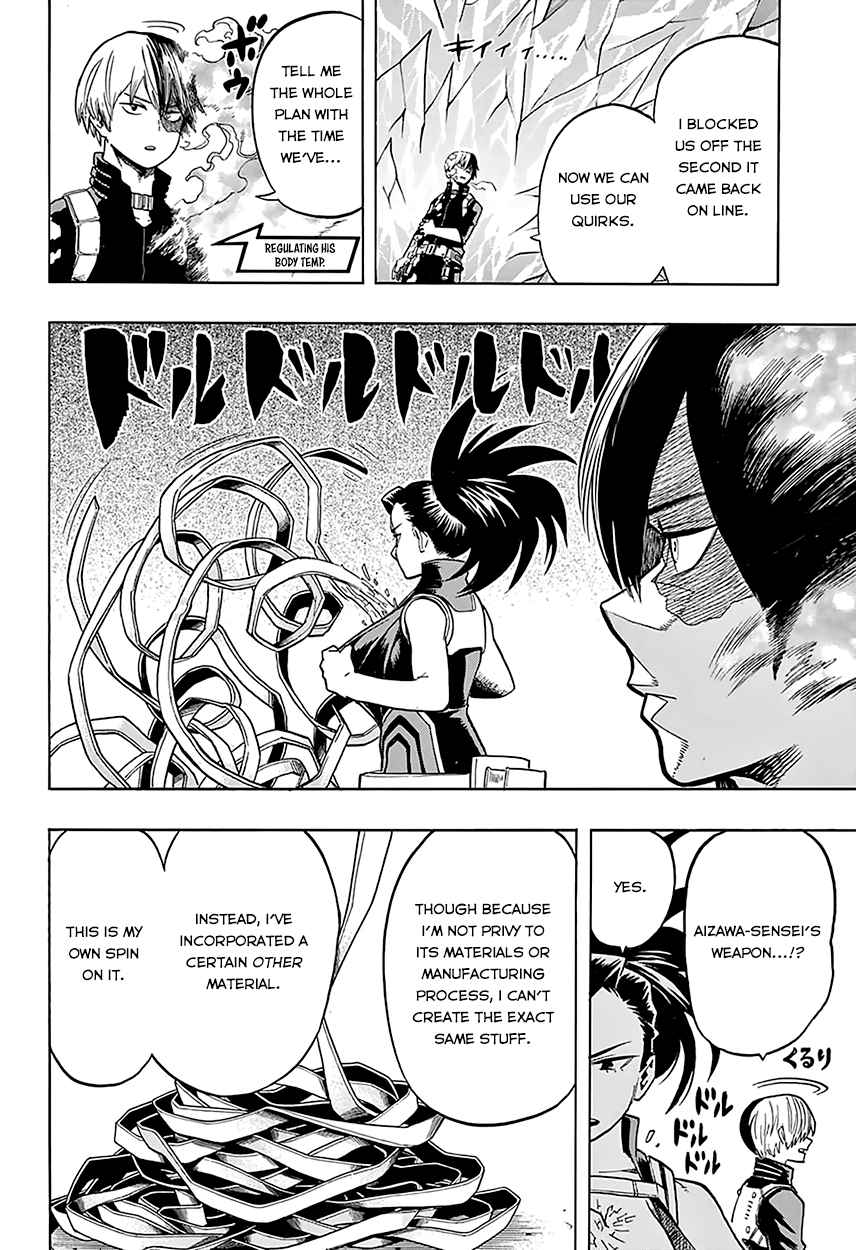 I BLOCKED
US OFF THE
SECOND IT
CAME BACK
ON LINE.
NOW WE CAN
USE OUR
QUIRKS.
キィィィ……
TELL ME
THE WHOLE
PLAN WITH
THE TIME
WE'VE...
ボウ
REGULATING HIS
BODY TEMP.
ドルドルドルドル
AIZAWA-SENSEI'S
WEAPON...!?
YES.
くるり
ドル
ドル
ドル
THOUGH BECAUSE
I'M NOT PRIVY TO
ITS MATERIALS OR
MANUFACTURING
PROCESS, I CAN'T
CREATE THE EXACT
SAME STUFF.
INSTEAD, I'VE
INCORPORATED A
CERTAIN OTHER
MATERIAL.
THIS IS MY
OWN SPIN
ON IT.